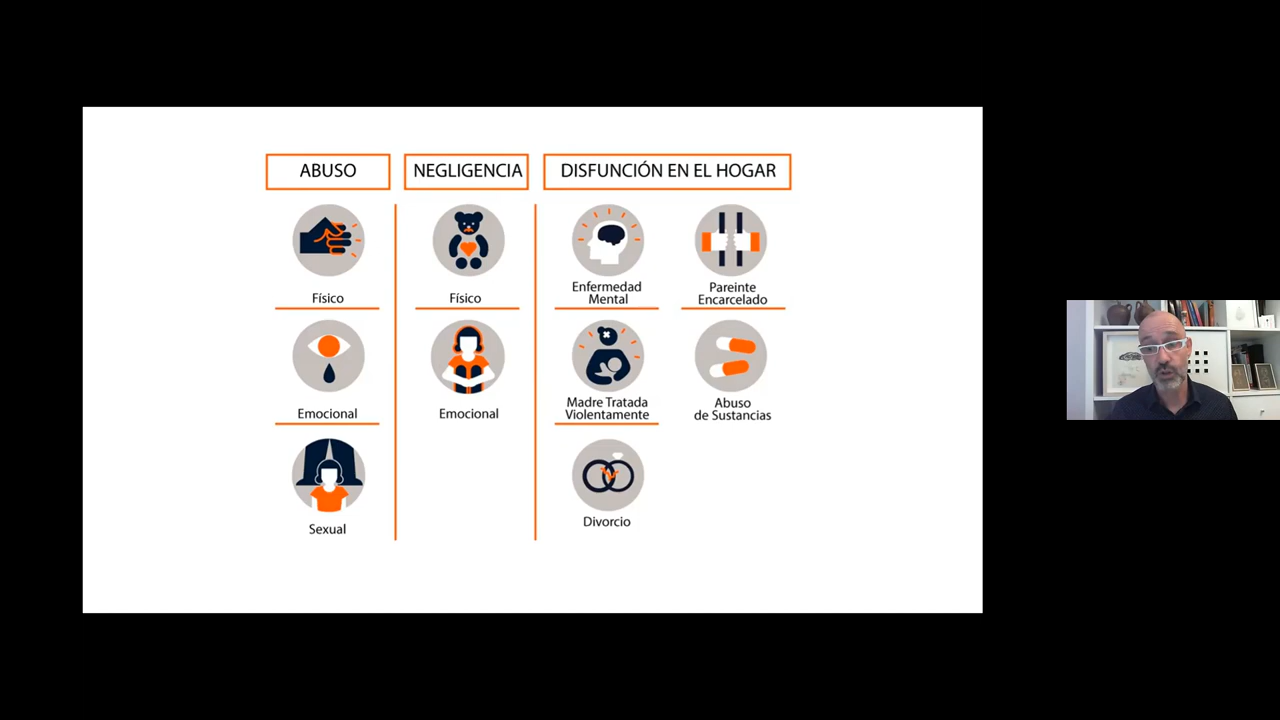 ABUSO
NEGLIGENCIA
DISFUNCIÓN EN EL HOGAR
Físico
Emocional
Sexual
Físico
Emocional
Enfermedad
Mental
Pareinte
Encarcelado
Madre Tratada
Violentamente
Abuso
de Sustancias
Divorcio